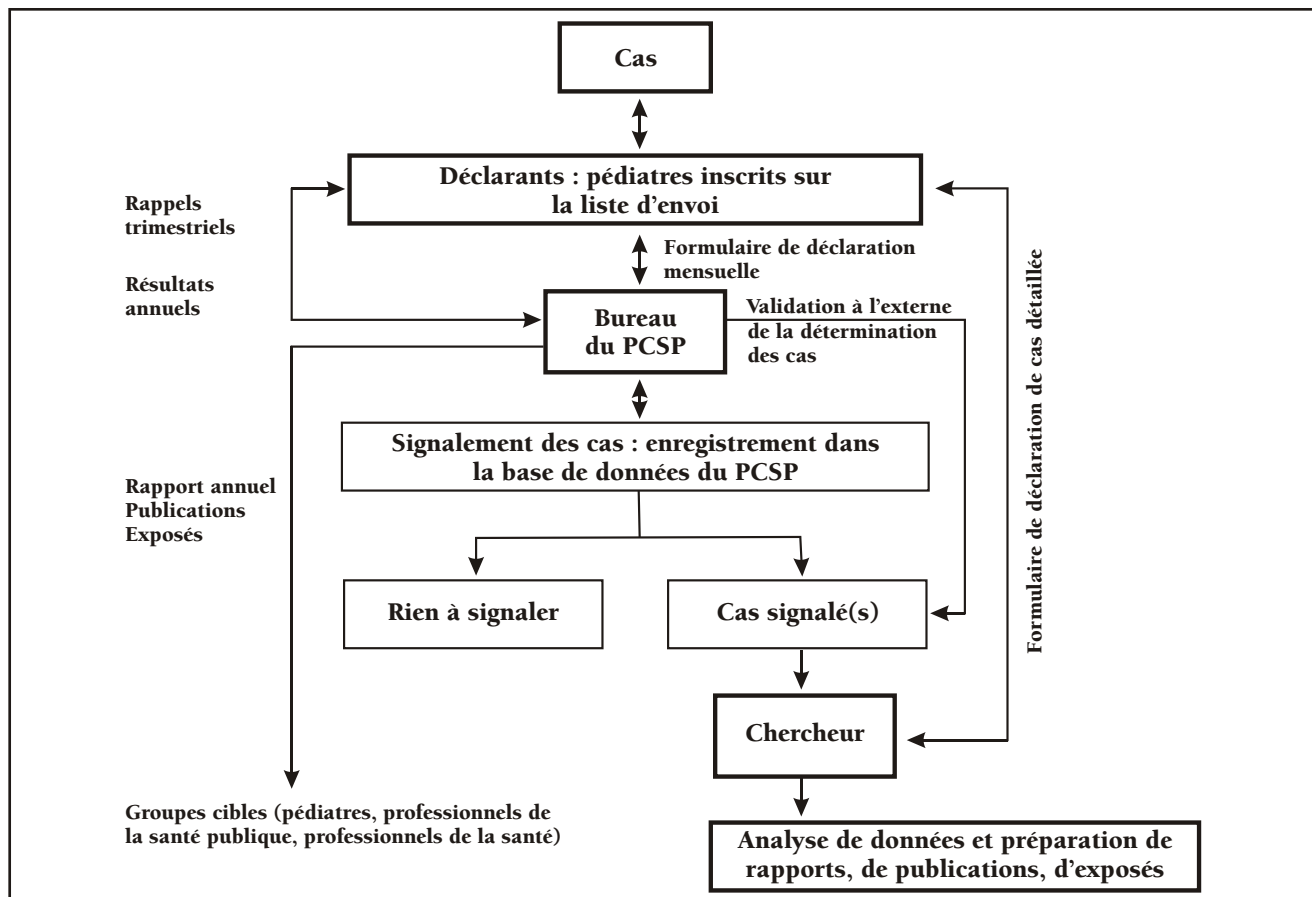 Cas
Déclarants : pédiatres inscrits sur
la liste d'envoi
Rappels
trimestriels
Résultats
annuels
Formulaire de déclaration
mensuelle
Bureau
du PCSP
Validation à l'externe
de la détermination
des cas
Formulaire de déclaration de cas détaillée
Signalement des cas : enregistrement dans
la base de données du PCSP
Rapport annuel
Publications
Exposés
Rien à signaler
Cas signalé(s)
Chercheur
Groupes cibles (pédiatres, professionnels de
la santé publique, professionnels de la santé)
Analyse de données et préparation de
rapports, de publications, d'exposés